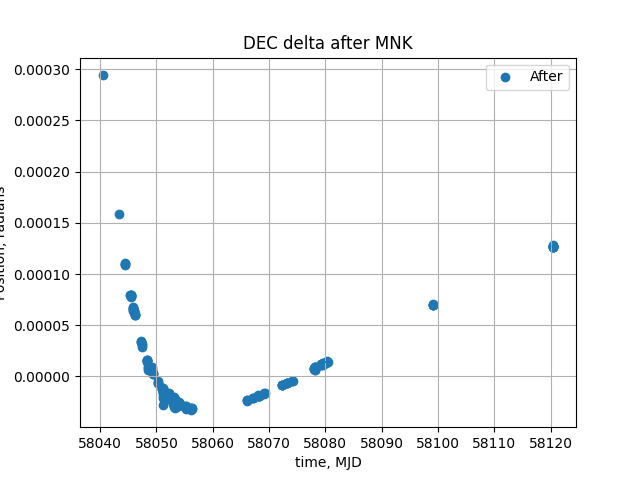 DEC delta after MNK
After
0.00030
0.00025
0.00020
0.00015
0.00010
0.00005
0.00000
58040 58050 58060 58070 58080 58090 58100 58110 58120
time, MJD
Position, radians